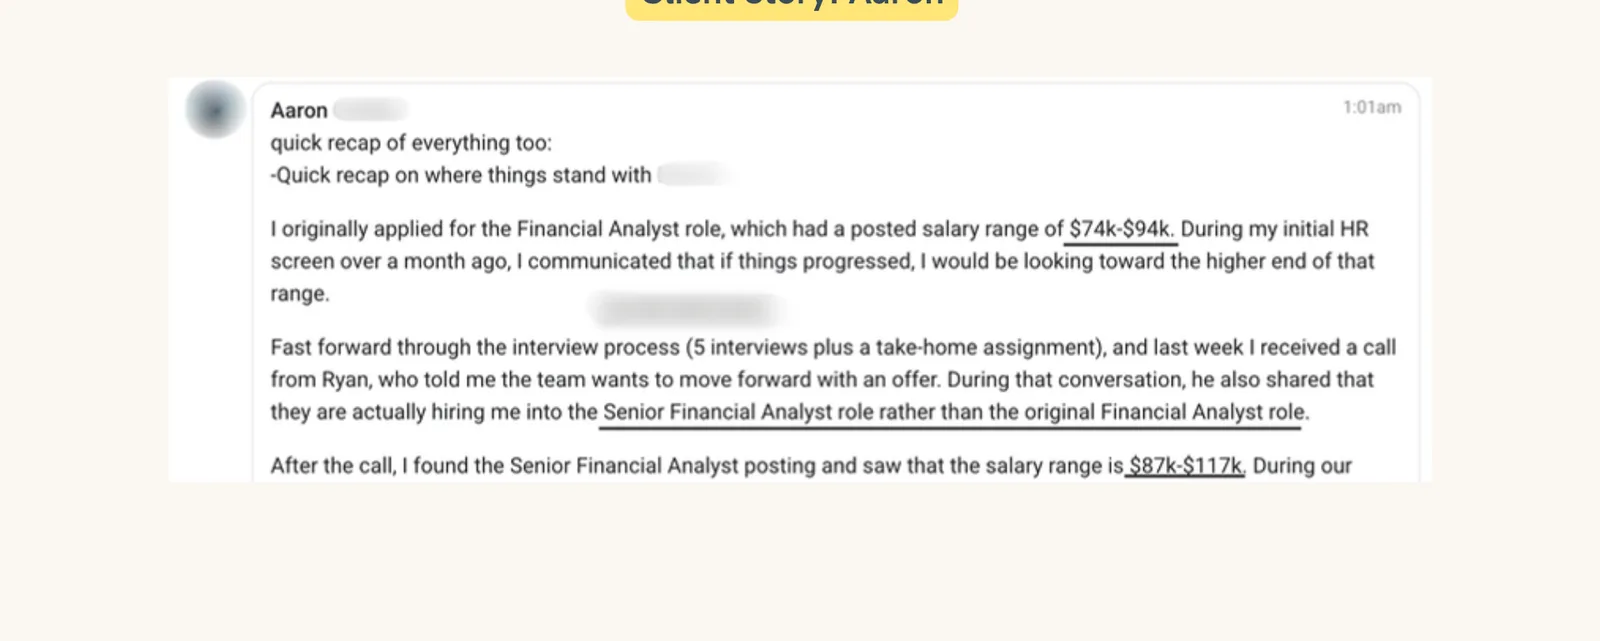 Client Story: Aaron
Aaron
1:01am
quick recap of everything too:
-Quick recap on where things stand with
I originally applied for the Financial Analyst role, which had a posted salary range of $74k-$94k. During my initial HR
screen over a month ago, I communicated that if things progressed, I would be looking toward the higher end of that
range.
Fast forward through the interview process (5 interviews plus a take-home assignment), and last week I received a call
from Ryan, who told me the team wants to move forward with an offer. During that conversation, he also shared that
they are actually hiring me into the Senior Financial Analyst role rather than the original Financial Analyst role.
After the call, I found the Senior Financial Analyst posting and saw that the salary range is $87k-$117k. During our